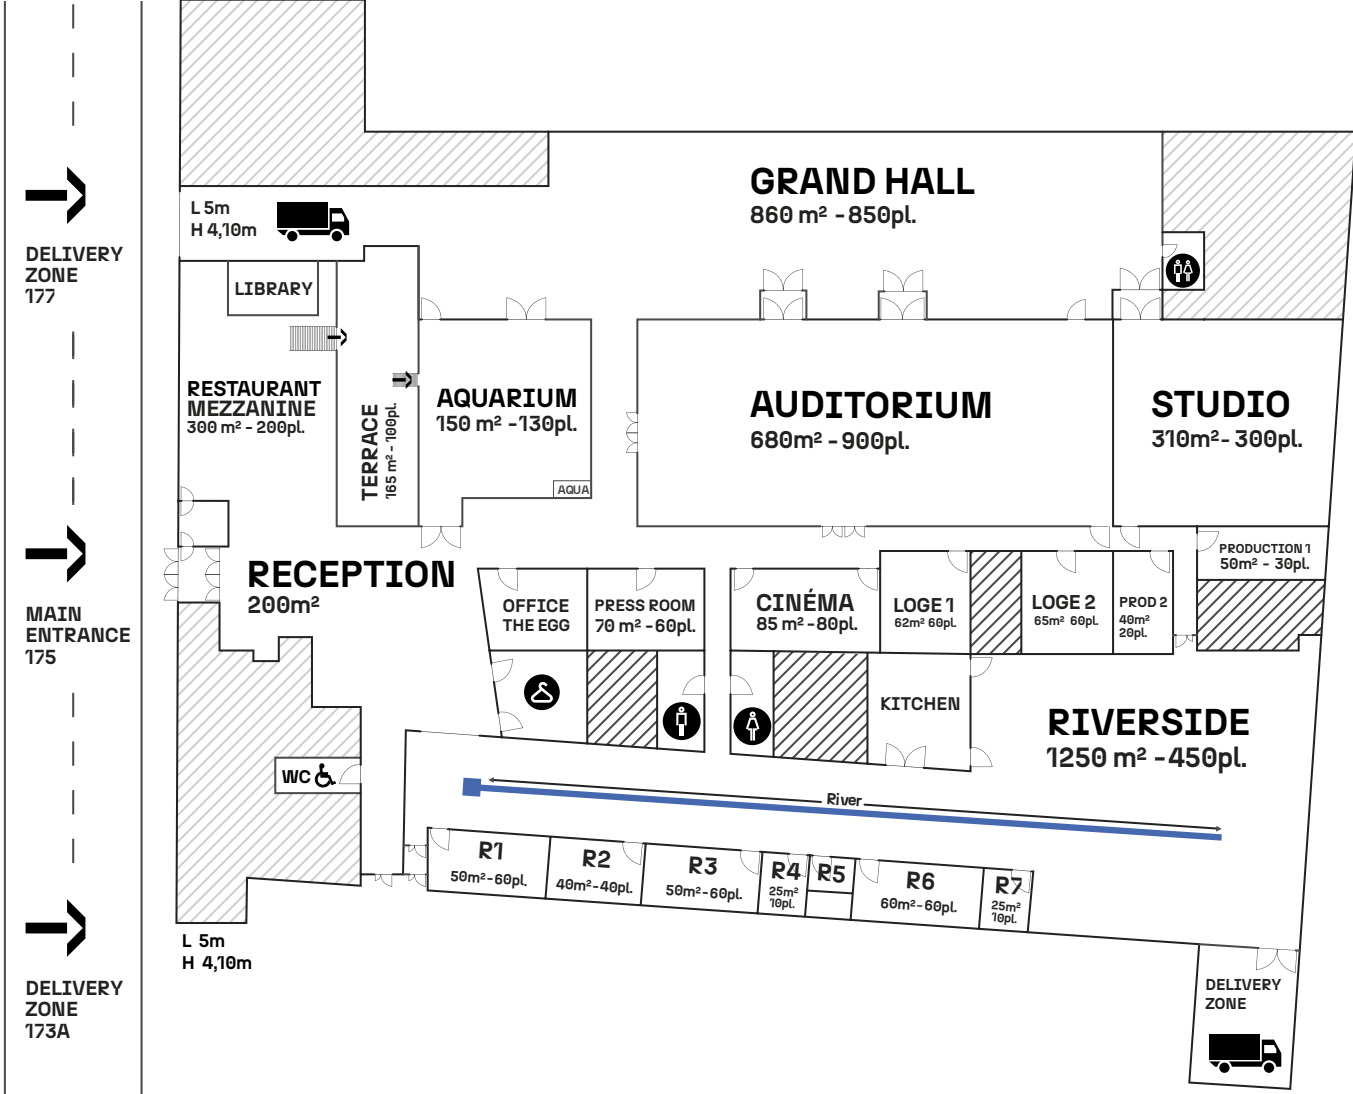 GRAND HALL
860 m² - 850pl.
L 5m
H 4,10m
DELIVERY
ZONE
177
LIBRARY
RESTAURANT
MEZZANINE
300 m² - 200pl.
TERRACE
165 m² - 100pl.
AQUARIUM
150 m² - 130pl.
AQUA
AUDITORIUM
680m² - 900pl.
STUDIO
310m² - 300pl.
MAIN
ENTRANCE
175
RECEPTION
200m²
OFFICE
THE EGG
PRESS ROOM
70 m² - 60pl.
CINÉMA
85 m² - 80pl.
LOGE 1
62m² 60pl.
LOGE 2
65m² 60pl.
PROD 2
40m²
20pl.
PRODUCTION 1
50m² - 30pl.
KITCHEN
RIVERSIDE
1250 m² - 450pl.
WC
River
R1
50m² - 60pl.
R2
40m² - 40pl.
R3
50m² - 60pl.
R4
25m²
10pl.
R5
R6
60m² - 60pl.
R7
25m²
10pl.
L 5m
H 4,10m
DELIVERY
ZONE
173A
DELIVERY
ZONE